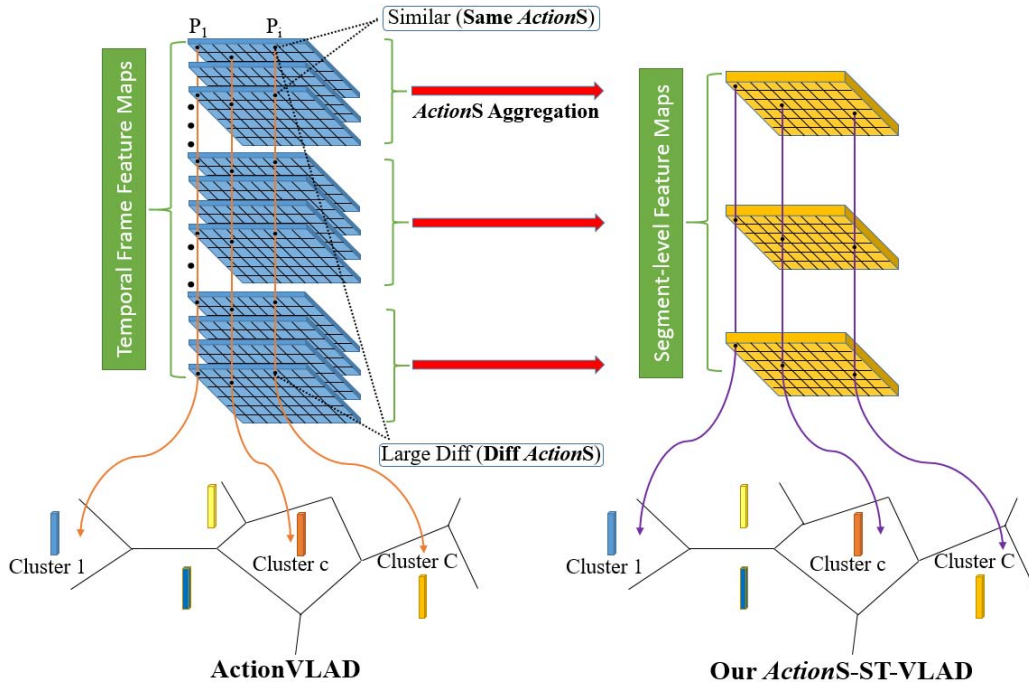 P1 Pi
Similar (Same ActionS)
Temporal Frame Feature Maps
ActionS Aggregation
Segment-level Feature Maps
Large Diff (Diff ActionS)
Cluster 1
Cluster c
Cluster C
Cluster 1
Cluster c
Cluster C
ActionVLAD
Our ActionS-ST-VLAD